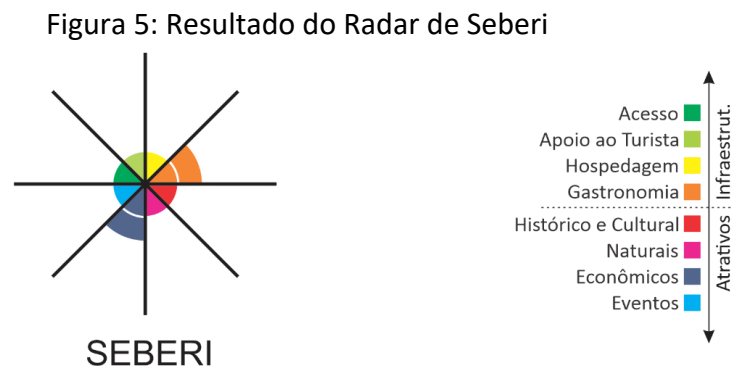 Figura 5: Resultado do Radar de Seberi
Acesso
Apoio ao Turista
Hospedagem
Gastronomia
Infraestrut.
Histórico e Cultural
Naturais
Econômicos
Eventos
Atrativos
SEBERI